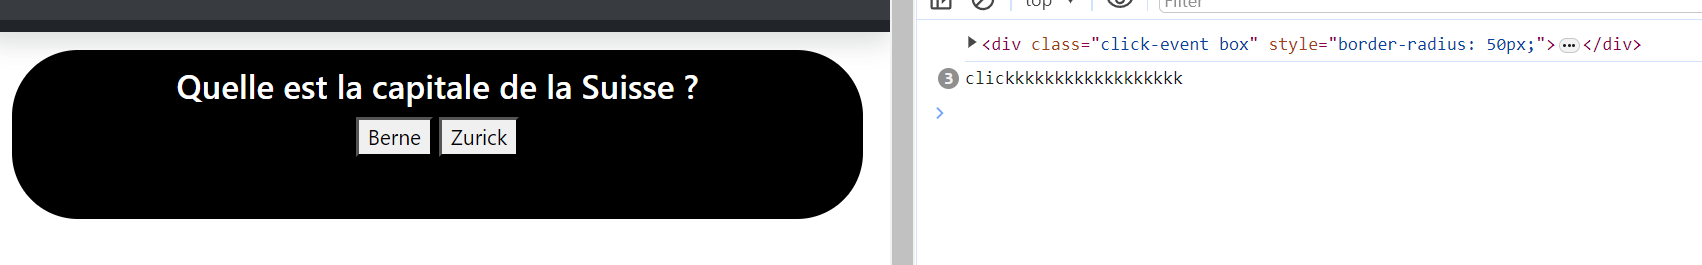 top
Filter
Quelle est la capitale de la Suisse ?
Berne Zurick
<div class="click-event box" style="border-radius: 50px;">…</div>
3 clickkkkkkkkkkkkkkkkkk